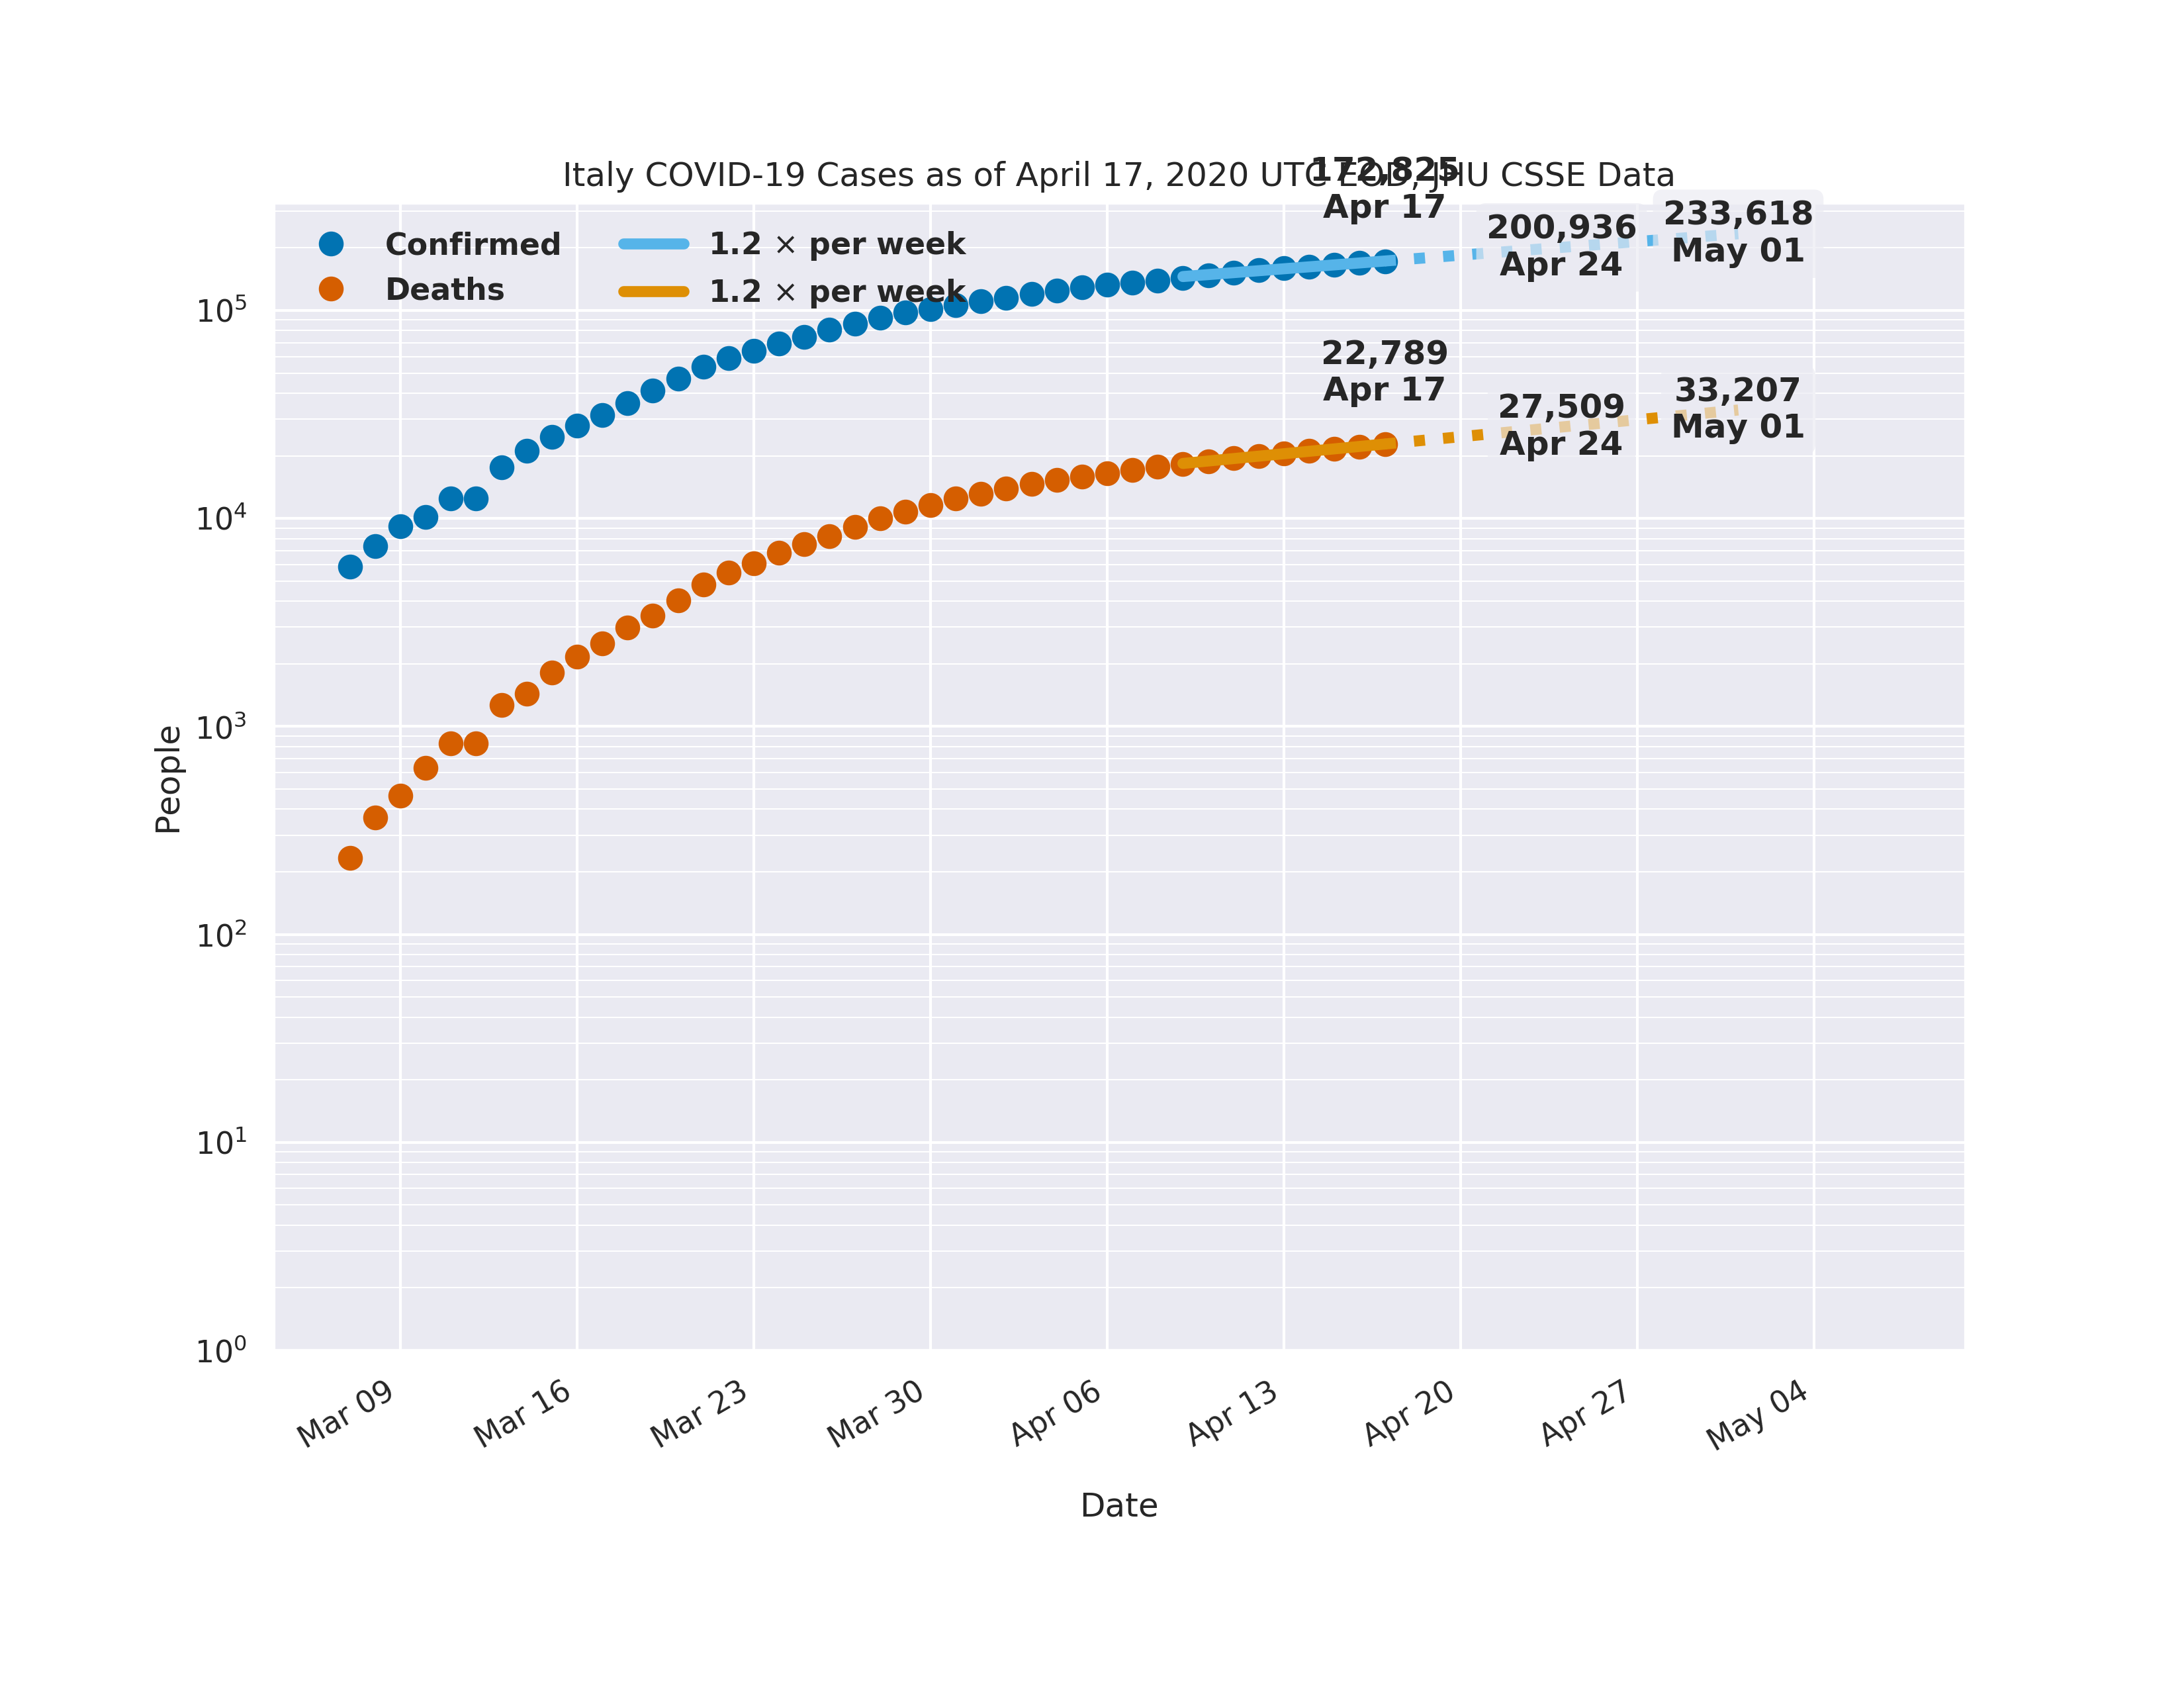 Italy COVID-19 Cases as of April 17, 2020 UTC EOD, JHU CSSE Data
172,825
Apr 17
200,936
Apr 24
233,618
May 01
Confirmed
Deaths
1.2 × per week
1.2 × per week
22,789
Apr 17
27,509
Apr 24
33,207
May 01
People
10⁵
10⁴
10³
10²
10¹
10⁰
Mar 09
Mar 16
Mar 23
Mar 30
Apr 06
Apr 13
Apr 20
Apr 27
May 04
Date